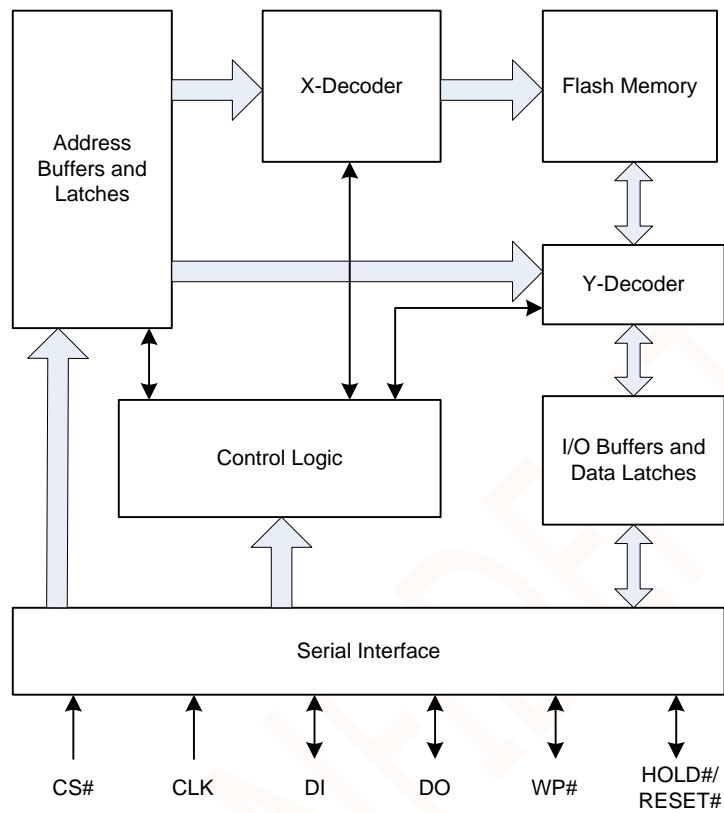 Address
Buffers and
Latches
X-Decoder
Flash Memory
Y-Decoder
Control Logic
I/O Buffers and
Data Latches
Serial Interface
CS#
CLK
DI
DO
WP#
HOLD#/
RESET#